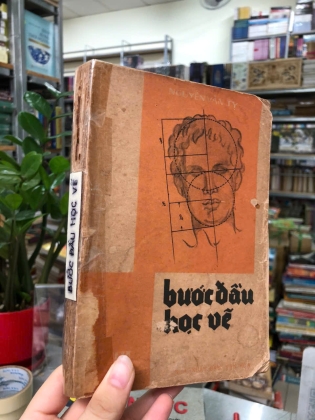 BƯỚC ĐẦU HỌC VẼ
bước đầu
học vẽ